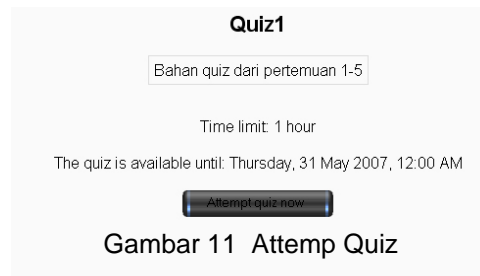 Quiz1
Bahan quiz dari pertemuan 1-5
Time limit: 1 hour
The quiz is available until: Thursday, 31 May 2007, 12:00 AM
Attempt quiz now
Gambar 11 Attemp Quiz